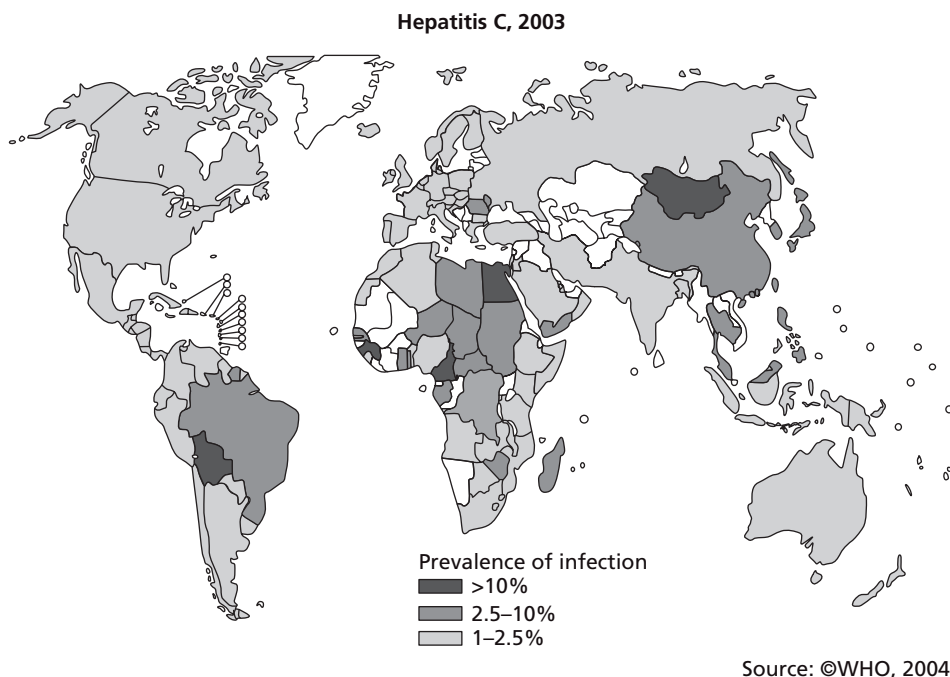 Hepatitis C, 2003
Prevalence of infection
>10%
2.5–10%
1–2.5%
Source: ©WHO, 2004